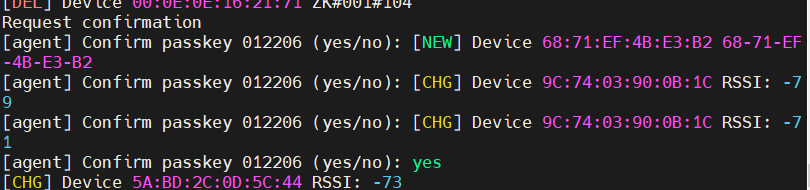 [DEL] Device 00:0E:0E:16:21:71 ZK#001#104
Request confirmation
[agent] Confirm passkey 012206 (yes/no): [NEW] Device 68:71:EF:4B:E3:B2 68-71-EF
-4B-E3-B2
[agent] Confirm passkey 012206 (yes/no): [CHG] Device 9C:74:03:90:0B:1C RSSI: -7
9
[agent] Confirm passkey 012206 (yes/no): [CHG] Device 9C:74:03:90:0B:1C RSSI: -7
1
[agent] Confirm passkey 012206 (yes/no): yes
[CHG] Device 5A:BD:2C:0D:5C:44 RSSI: -73